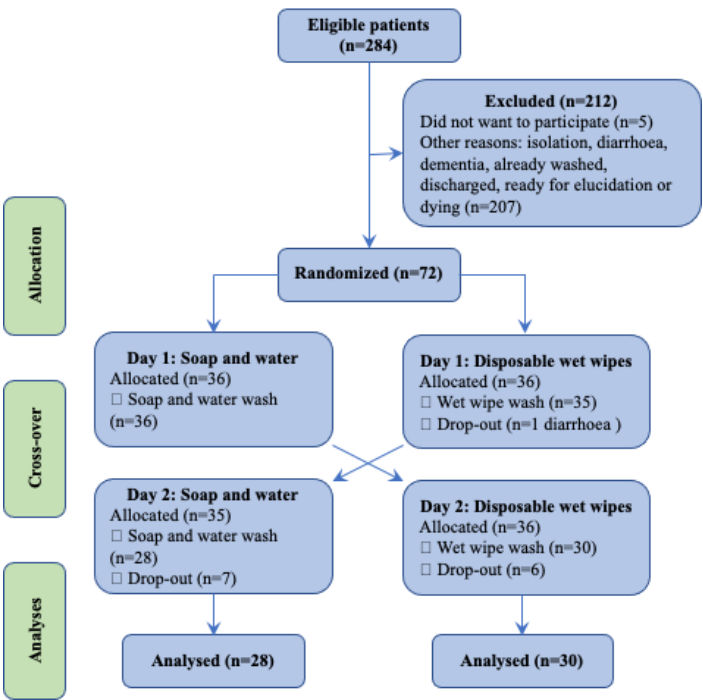 Eligible patients
(n=284)
Excluded (n=212)
Did not want to participate (n=5)
Other reasons: isolation, diarrhoea,
dementia, already washed,
discharged, ready for elucidation or
dying (n=207)
Allocation
Randomized (n=72)
Day 1: Soap and water
Allocated (n=36)
□ Soap and water wash
(n=36)
Day 1: Disposable wet wipes
Allocated (n=36)
□ Wet wipe wash (n=35)
□ Drop-out (n=1 diarrhoea )
Cross-over
Day 2: Soap and water
Allocated (n=35)
□ Soap and water wash
(n=28)
□ Drop-out (n=7)
Day 2: Disposable wet wipes
Allocated (n=36)
□ Wet wipe wash (n=30)
□ Drop-out (n=6)
Analyses
Analysed (n=28)
Analysed (n=30)